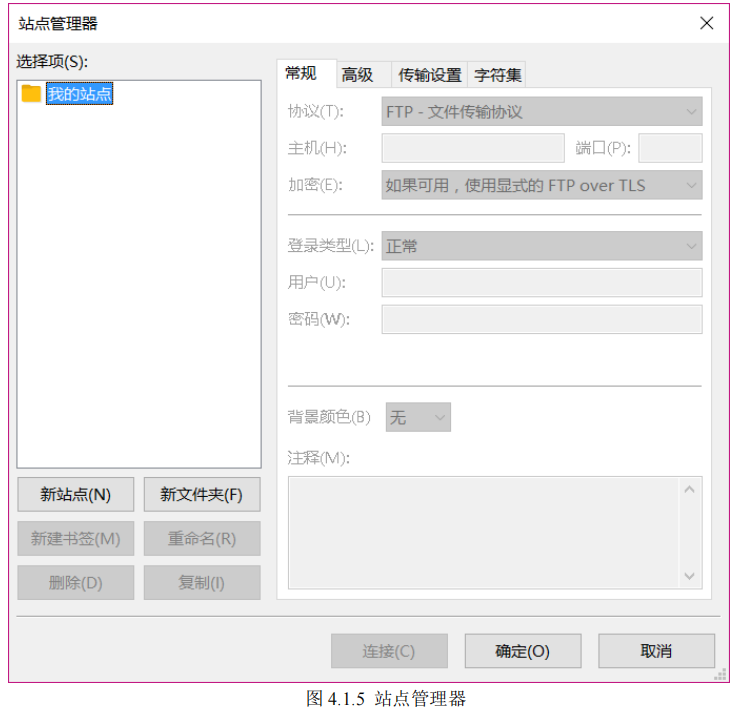 站点管理器
选择项(S):
我的站点
新站点(N) 新文件夹(F)
新建书签(M) 重命名(R)
删除(D) 复制(I)
常规 高级 传输设置 字符集
协议(T): FTP - 文件传输协议
主机(H): 端口(P):
加密(E): 如果可用，使用显式的 FTP over TLS
登录类型(L): 正常
用户(U):
密码(W):
背景颜色(B) 无
注释(M):
连接(C) 确定(O) 取消
图 4.1.5 站点管理器